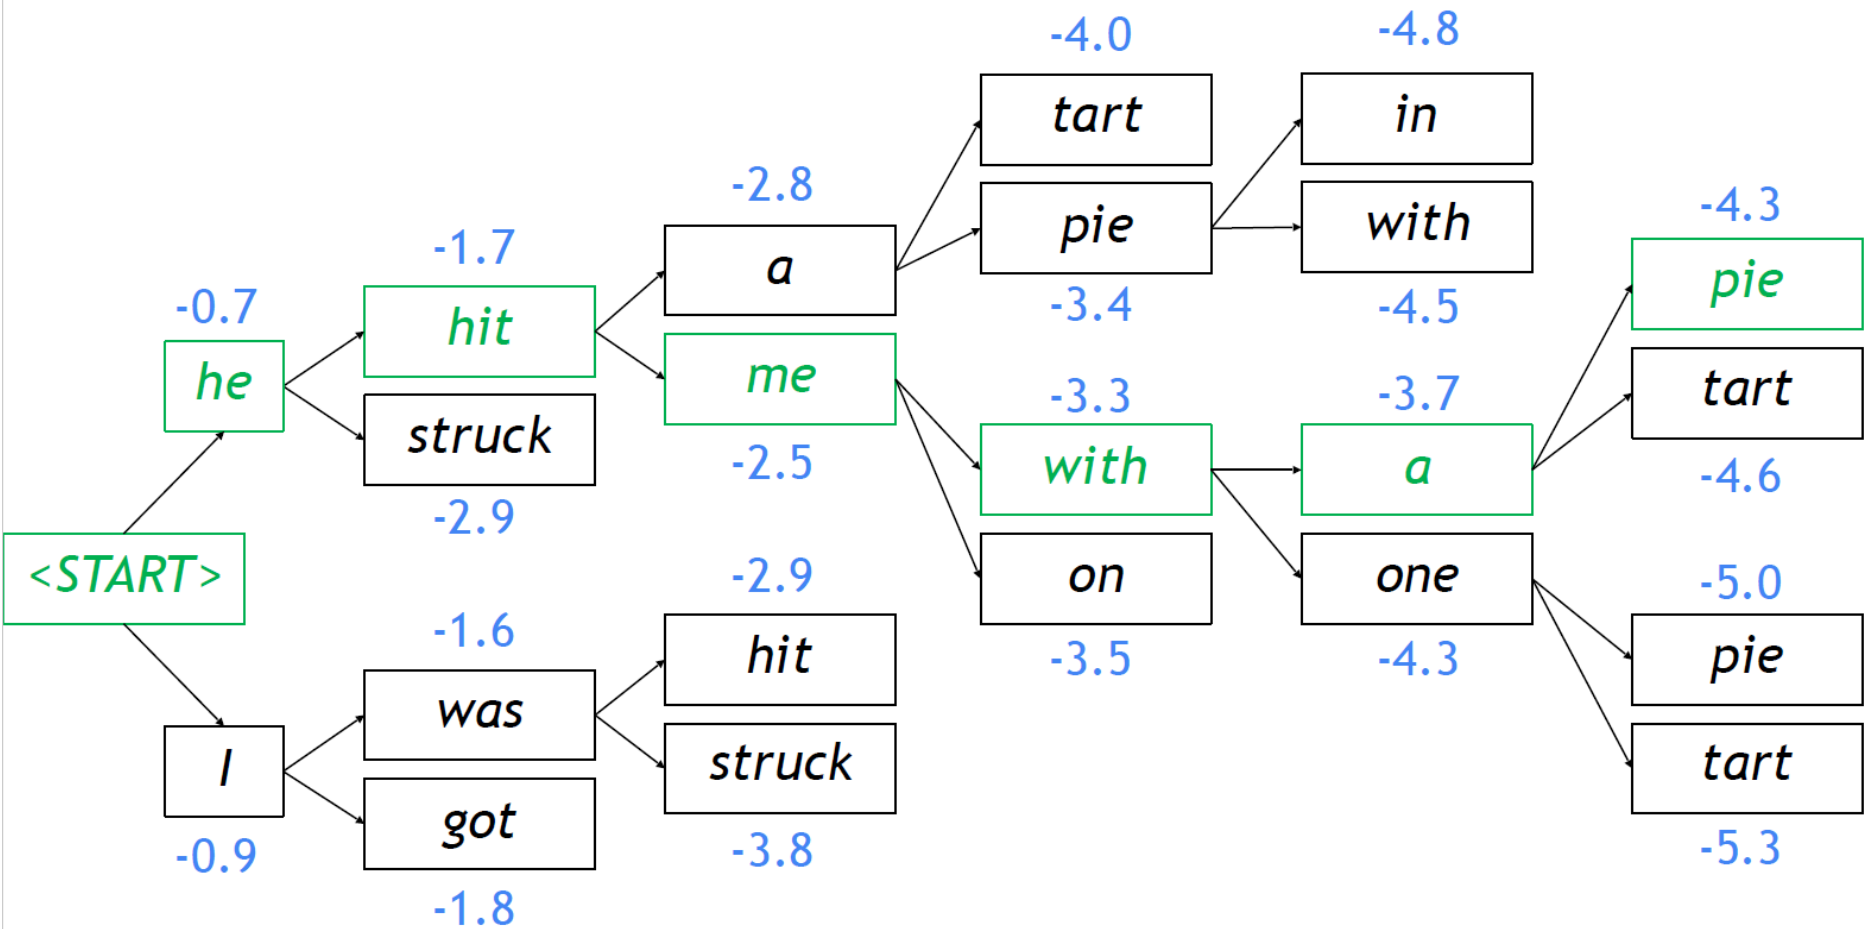 <START>
-0.7
he
I
-0.9
-1.7
hit
struck
-2.9
-1.6
was
got
-1.8
-2.8
a
me
-2.5
-2.9
hit
struck
-3.8
-4.0
tart
pie
-3.4
-3.3
with
on
-3.5
-4.8
in
with
-4.5
-3.7
a
one
-4.3
-4.3
pie
tart
-4.6
-5.0
pie
tart
-5.3